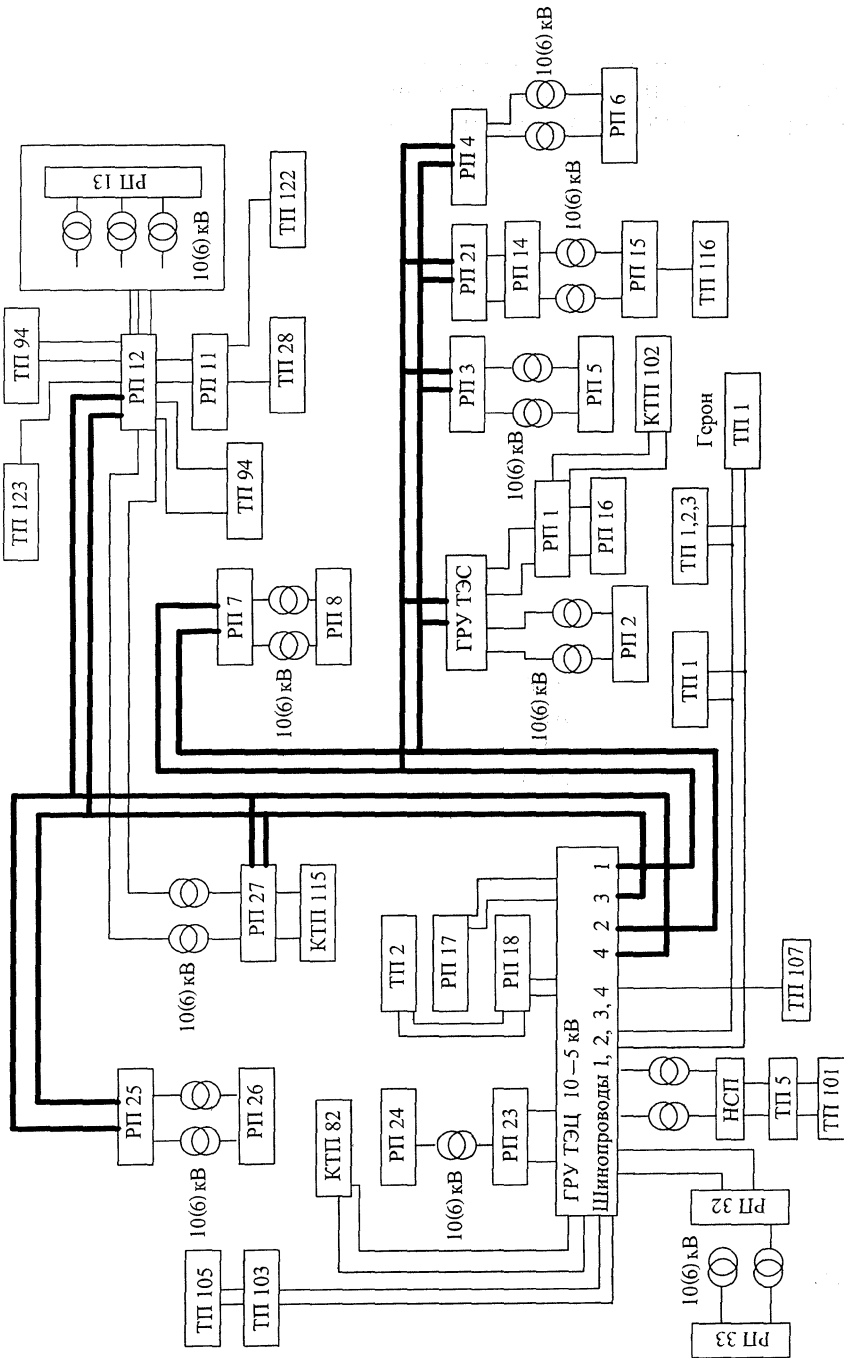 10(6) кВ
РП 13
10(6) кВ
РП 4
РП 6
ТП 122
10(6) кВ
ТП 94
РП 12
РП 11
ТП 28
РП 21
РП 14
РП 15
ТП 116
РП 3
РП 5
КТП 102
10(6) кВ
Герон
ТП 1
ТП 123
ТП 94
РП 1
РП 16
ТП 1,2,3
РП 7
РП 8
10(6) кВ
ГРУ ТЭС
РП 2
10(6) кВ
ТП 1
РП 27
КТП 115
10(6) кВ
ТП 2
РП 17
РП 18
1
3
2
4
ГРУ ТЭЦ 10–5 кВ
Шинопроводы 1, 2, 3, 4
ТП 107
РП 25
РП 26
10(6) кВ
КТП 82
РП 24
РП 23
10(6) кВ
НСП
ТП 5
ТП 101
ТП 105
ТП 103
РП 32
10(6) кВ
РП 33